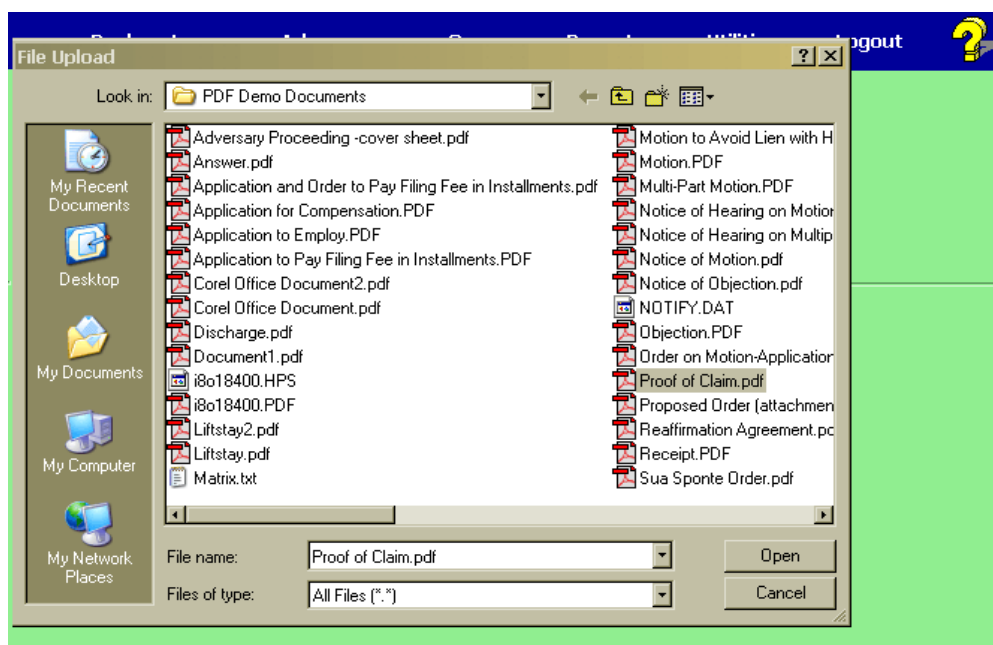 ogout
File Upload
Look in: PDF Demo Documents
My Recent
Documents
Desktop
My Documents
My Computer
My Network
Places
Adversary Proceeding -cover sheet.pdf
Answer.pdf
Application and Order to Pay Filing Fee in Installments.pdf
Application for Compensation.PDF
Application to Employ.PDF
Application to Pay Filing Fee in Installments.PDF
Corel Office Document2.pdf
Corel Office Document.pdf
Discharge.pdf
Document1.pdf
i8o18400.HPS
i8o18400.PDF
Liftstay2.pdf
Liftstay.pdf
Matrix.txt
Motion to Avoid Lien with H
Motion.PDF
Multi-Part Motion.PDF
Notice of Hearing on Motion
Notice of Hearing on Multip
Notice of Motion.pdf
Notice of Objection.pdf
NOTIFY.DAT
Objection.PDF
Order on Motion-Application
Proof of Claim.pdf
Proposed Order (attachmen
Reaffirmation Agreement.pd
Receipt.PDF
Sua Sponte Order.pdf
File name: Proof of Claim.pdf Open
Files of type: All Files (*.*) Cancel